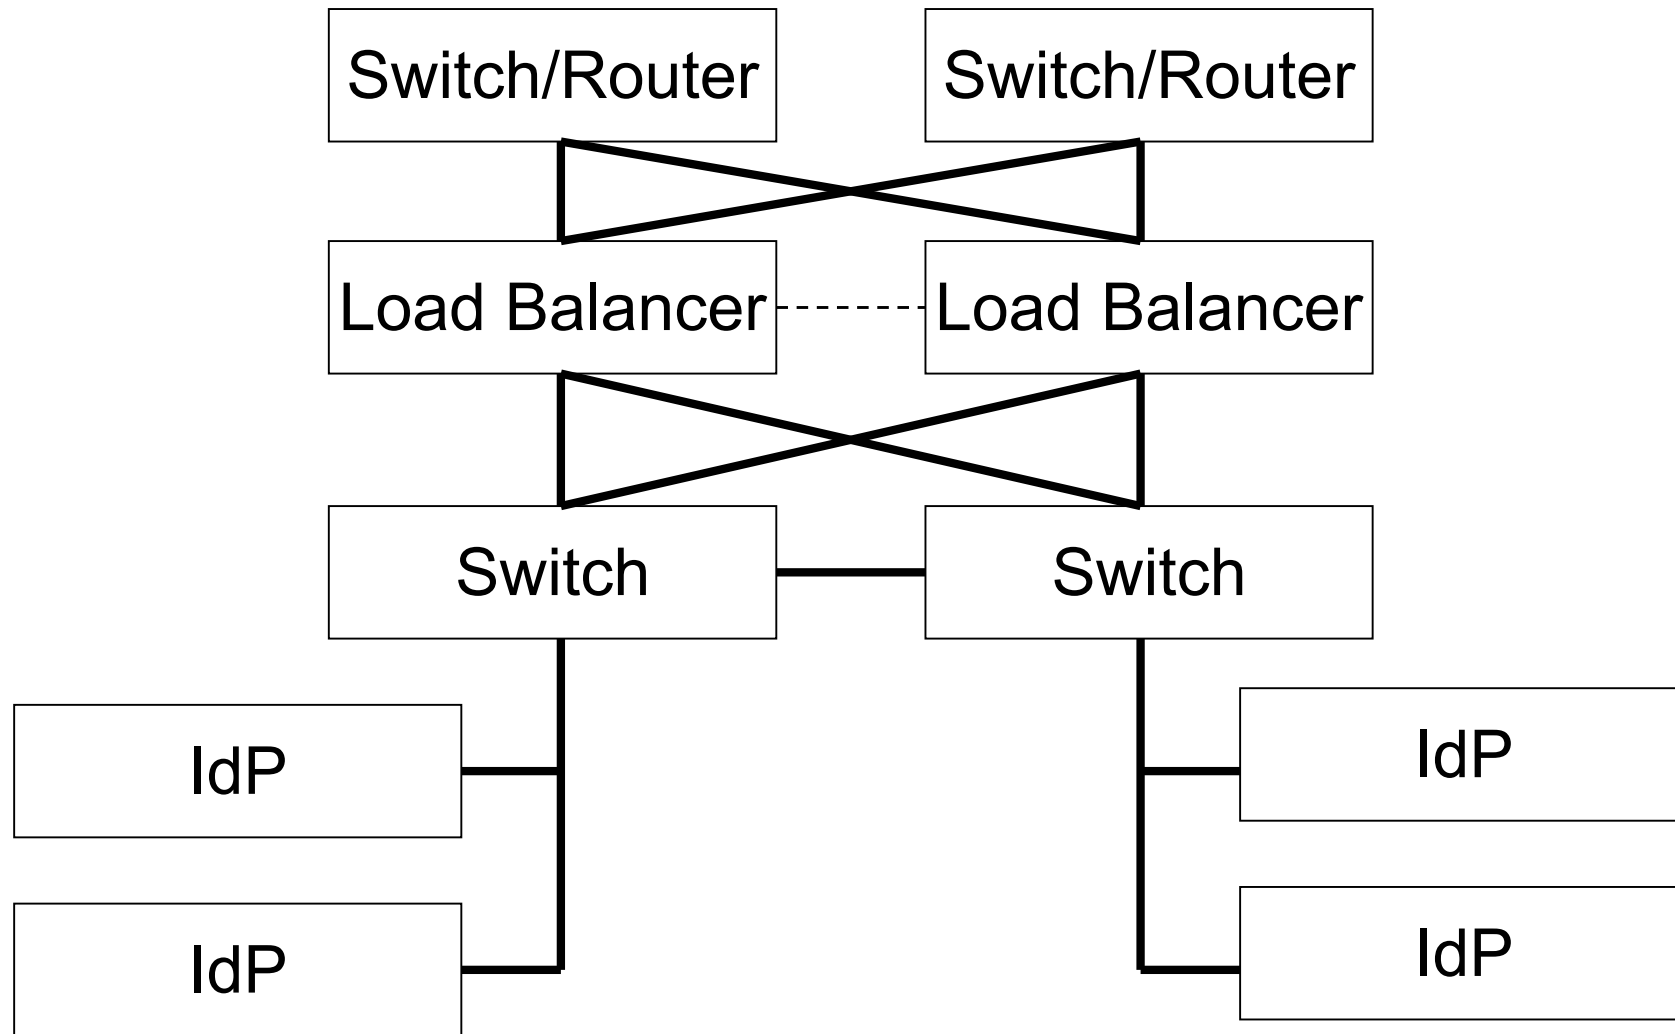 Switch/Router
Switch/Router
Load Balancer
Load Balancer
Switch
Switch
IdP
IdP
IdP
IdP